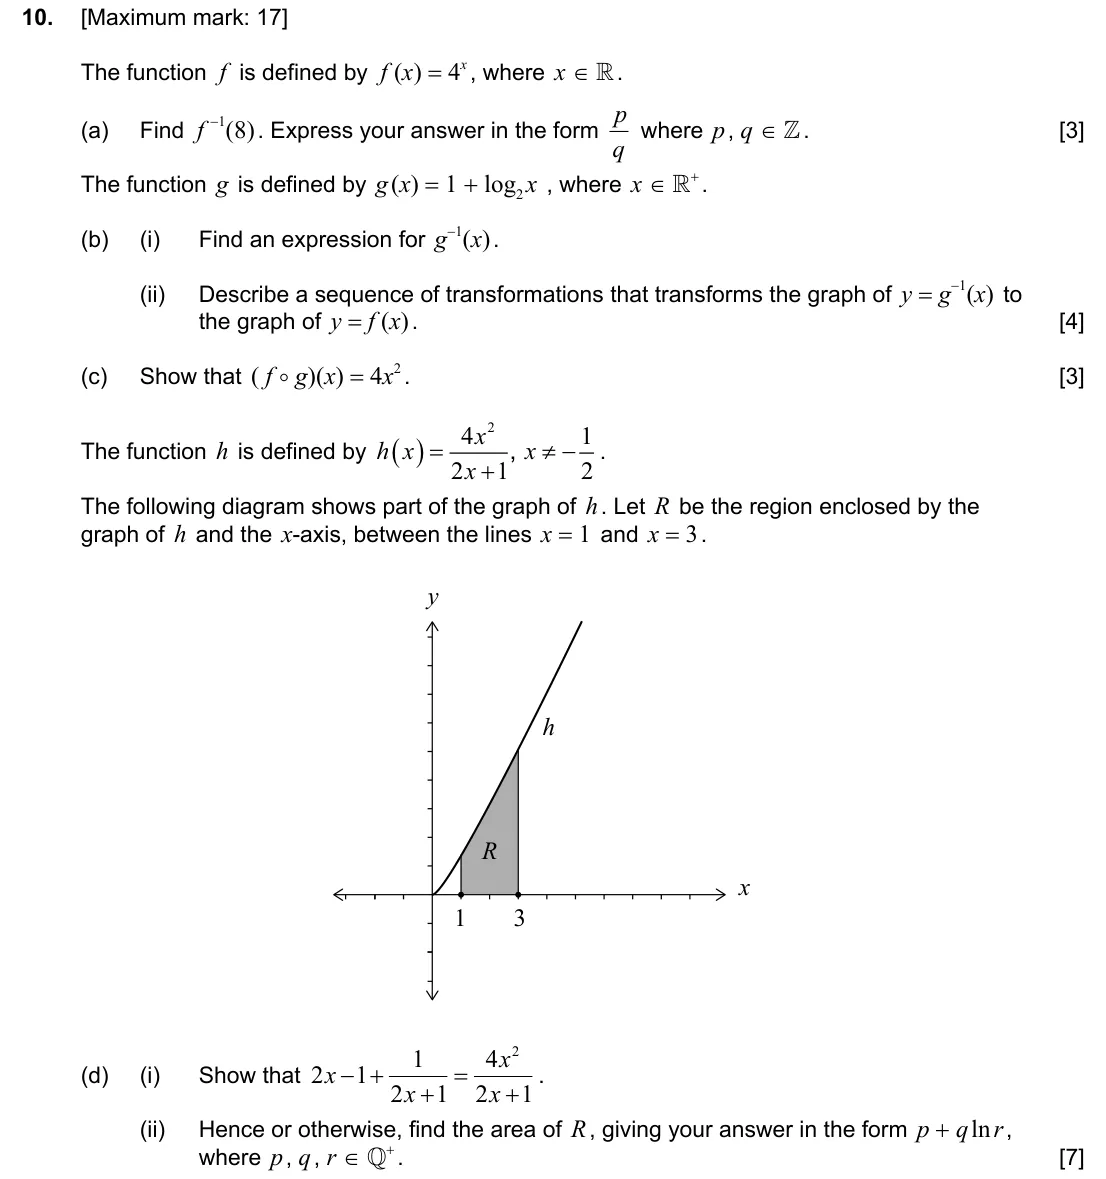 10. [Maximum mark: 17]
The function f is defined by f(x) = 4ˣ, where x ∈ ℝ.
(a) Find f⁻¹(8). Express your answer in the form p/q where p, q ∈ ℤ. [3]
The function g is defined by g(x) = 1 + log₂x , where x ∈ ℝ⁺.
(b) (i) Find an expression for g⁻¹(x).
(ii) Describe a sequence of transformations that transforms the graph of y = g⁻¹(x) to
the graph of y = f(x). [4]
(c) Show that (f ∘ g)(x) = 4x². [3]
The function h is defined by h(x) = 4x²/(2x+1), x ≠ −1/2.
The following diagram shows part of the graph of h. Let R be the region enclosed by the
graph of h and the x-axis, between the lines x = 1 and x = 3.
y
h
R
x
1 3
(d) (i) Show that 2x−1+1/(2x+1) = 4x²/(2x+1).
(ii) Hence or otherwise, find the area of R, giving your answer in the form p + q ln r,
where p, q, r ∈ ℚ⁺. [7]